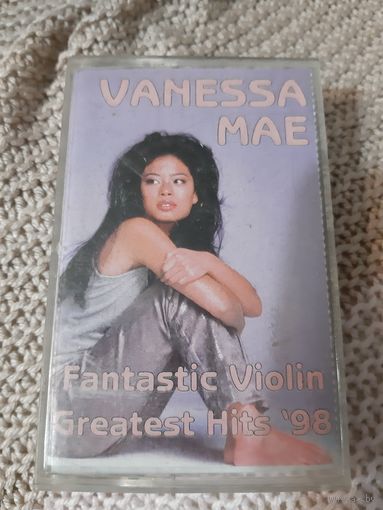 VANESSA
MAE
Fantastic Violin
Greatest Hits '98